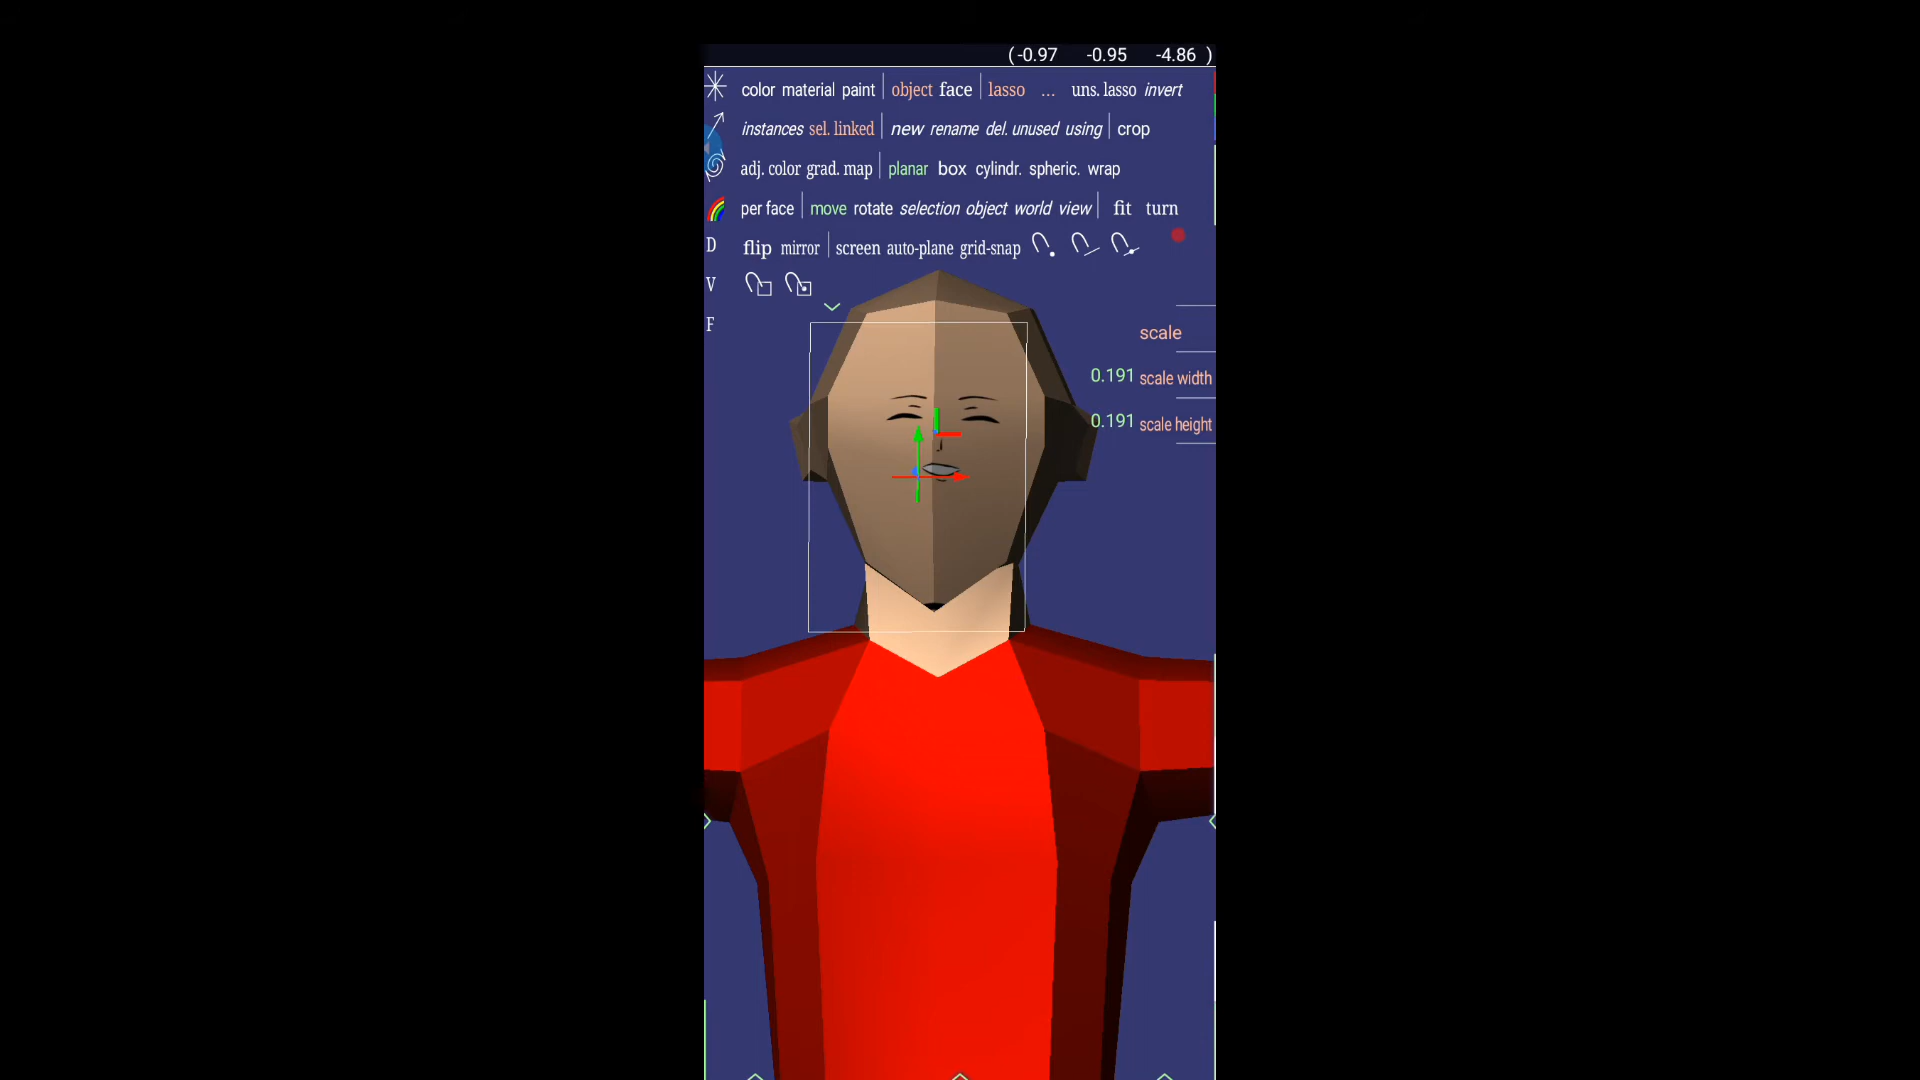 (-0.97 -0.95 -4.86 )
color material paint object face lasso ... uns. lasso invert
instances sel. linked new rename del. unused using crop
adj. color grad. map planar box cylindr. spheric. wrap
per face move rotate selection object world view fit turn
D flip mirror screen auto-plane grid-snap
V
F
scale
0.191 scale width
0.191 scale height